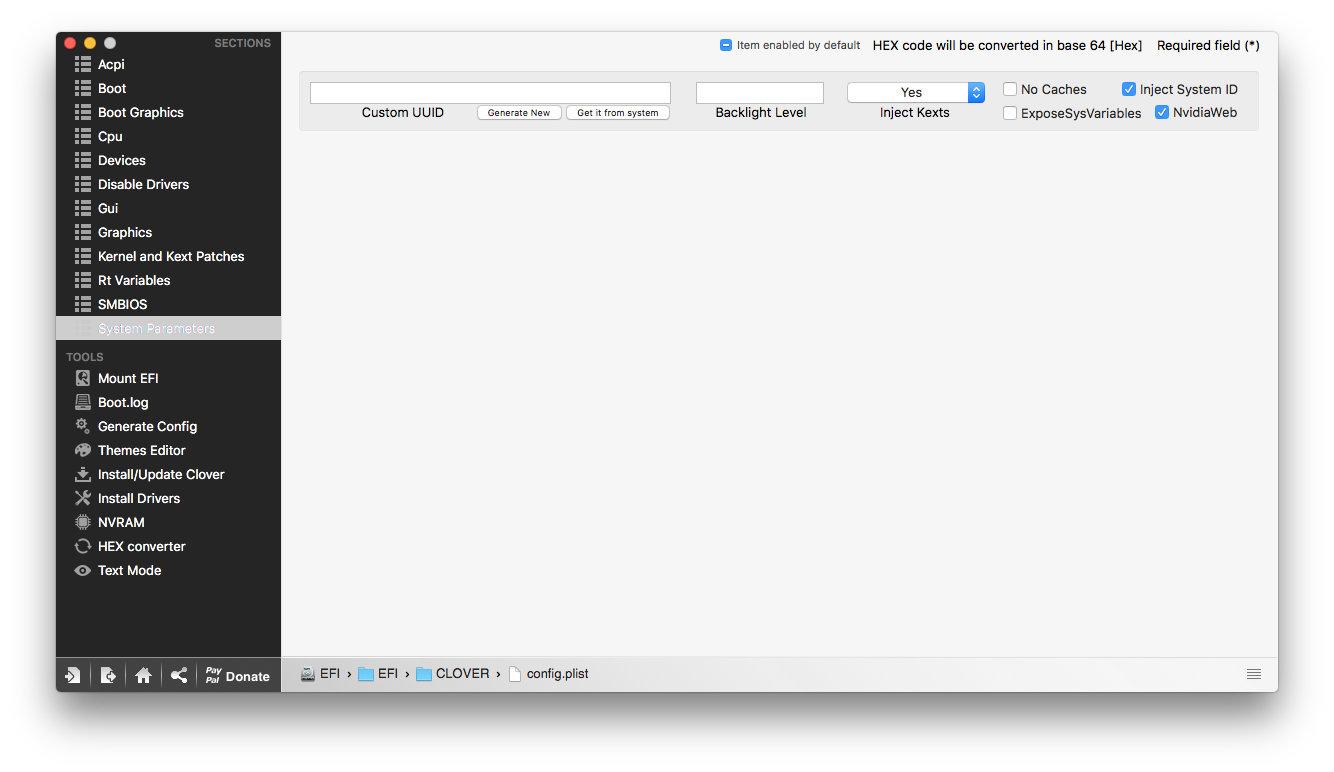 SECTIONS
Acpi
Boot
Boot Graphics
Cpu
Devices
Disable Drivers
Gui
Graphics
Kernel and Kext Patches
Rt Variables
SMBIOS
System Parameters
TOOLS
Mount EFI
Boot.log
Generate Config
Themes Editor
Install/Update Clover
Install Drivers
NVRAM
HEX converter
Text Mode
Pay
Pal Donate
Item enabled by default HEX code will be converted in base 64 [Hex] Required field (*)
Yes No Caches Inject System ID
Custom UUID Generate New Get it from system Backlight Level Inject Kexts ExposeSysVariables NvidiaWeb
EFI › EFI › CLOVER › config.plist